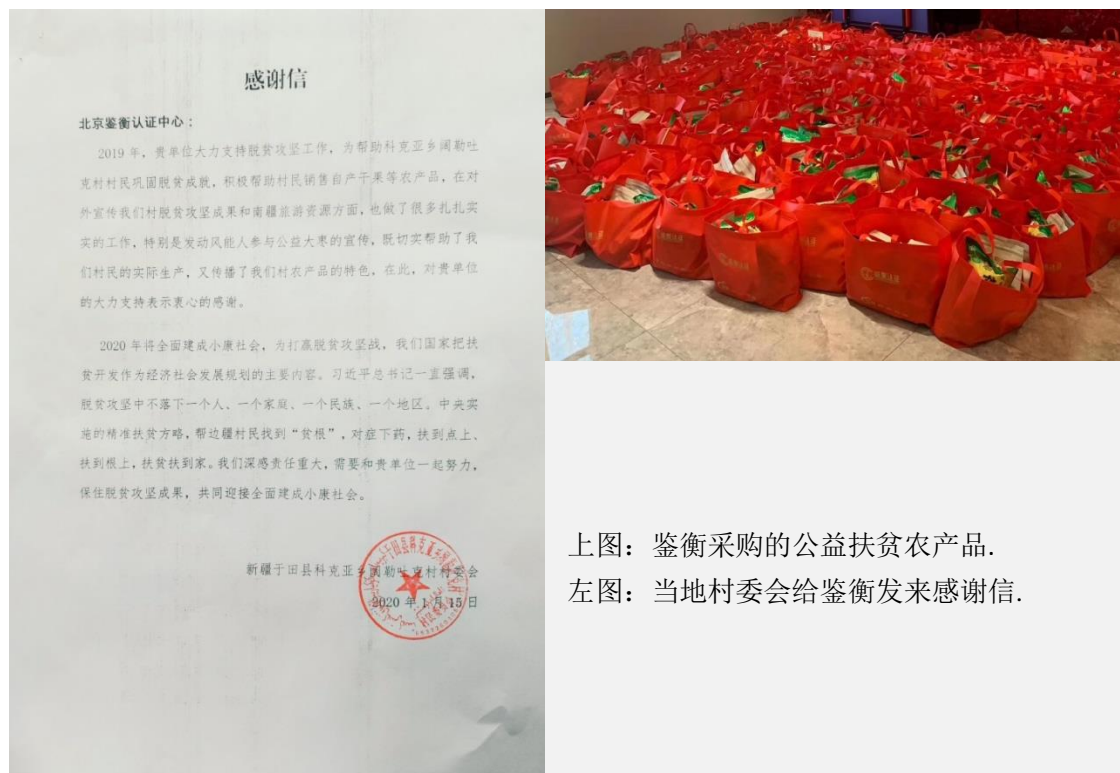 感谢信
北京鉴衡认证中心：
2019年，贵单位大力支持脱贫攻坚工作，为帮助科克亚乡阔勒吐
克村村民巩固脱贫成就，积极帮助村民销售自产干果等农产品，在对
外宣传我们村脱贫攻坚成果和南疆旅游资源方面，也做了很多扎扎实
实的工作，特别是发动风能人参与公益大枣的宣传，既切实帮助了我
们村民的实际生产，又传播了我们村农产品的特色，在此，对贵单位
的大力支持表示衷心的感谢。
2020年将全面建成小康社会，为打赢脱贫攻坚战，我们国家把扶
贫开发作为经济社会发展规划的主要内容。习近平总书记一直强调，
脱贫攻坚中不落下一个人、一个家庭、一个民族、一个地区。中央实
施的精准扶贫方略，帮边疆村民找到“贫根”，对症下药，扶到点上、
扶到根上，扶贫扶到家。我们深感责任重大，需要和贵单位一起努力，
保住脱贫攻坚成果，共同迎接全面建成小康社会。
新疆于田县科克亚乡阔勒吐克村村委会
2020年1月15日
上图：鉴衡采购的公益扶贫农产品.
左图：当地村委会给鉴衡发来感谢信.